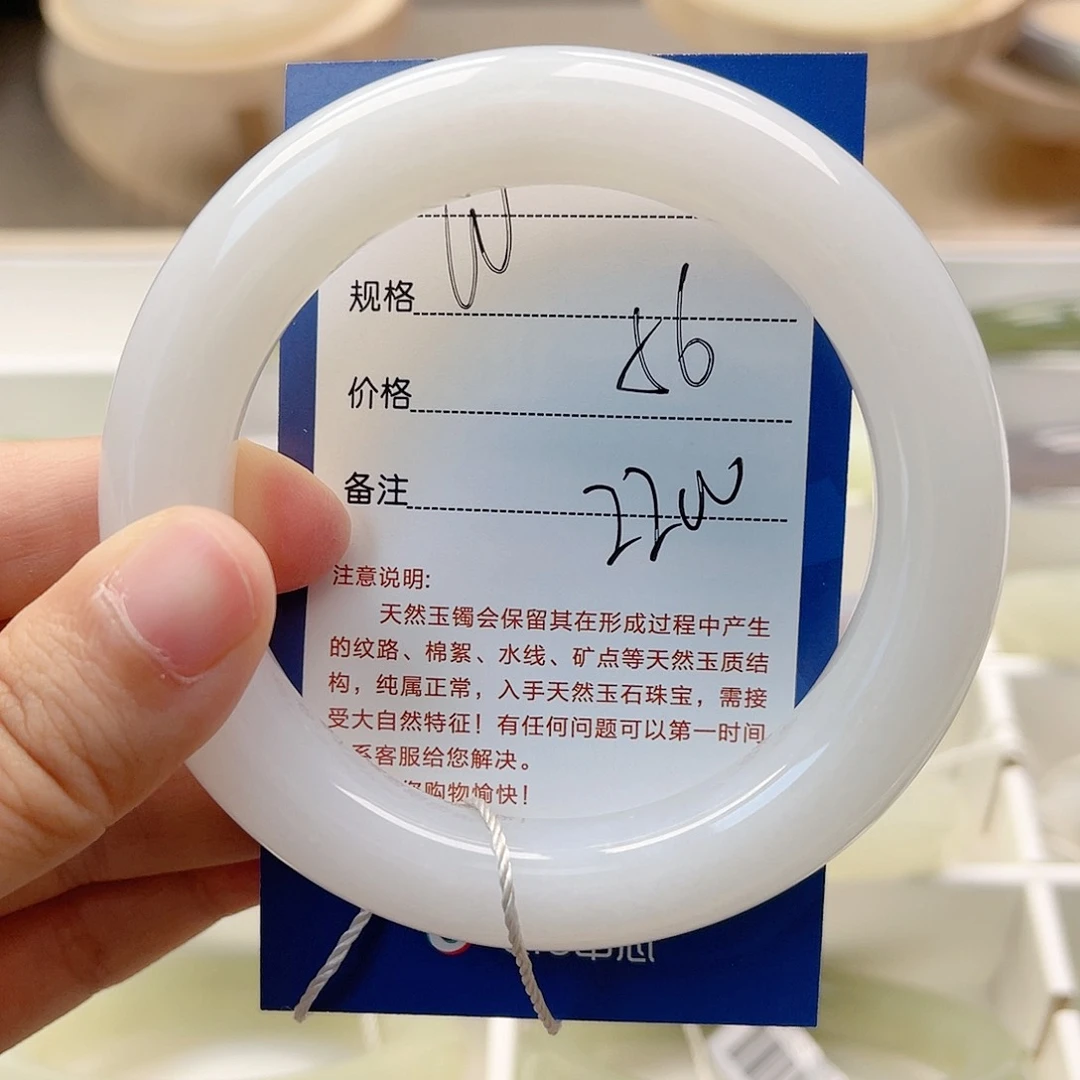 规格
56
价格
2200
备注
注意说明:
天然玉镯会保留其在形成过程中产生
的纹路、棉絮、水线、矿点等天然玉质结
构，纯属正常，入手天然玉石珠宝，需接
受大自然特征！有任何问题可以第一时间
系客服给您解决。
您购物愉快！